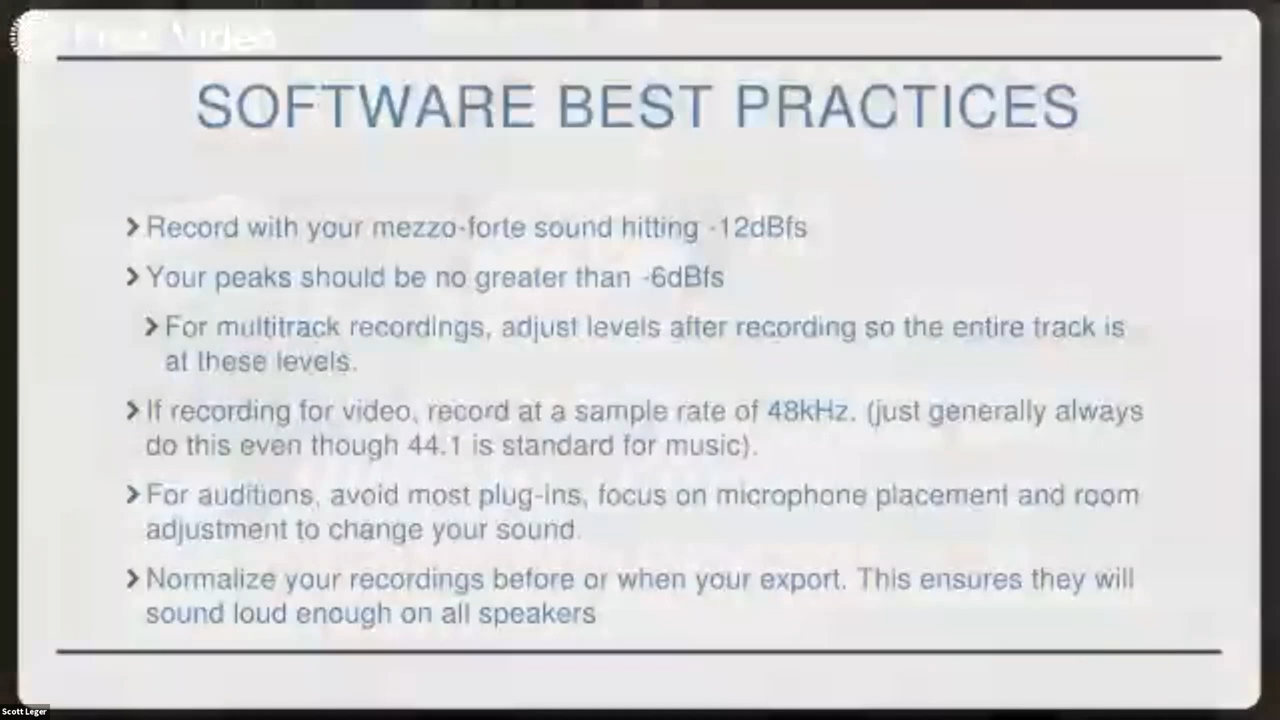 Video
SOFTWARE BEST PRACTICES
Record with your mezzo-forte sound hitting -12dBfs
Your peaks should be no greater than -6dBfs
For multitrack recordings, adjust levels after recording so the entire track is
at these levels.
If recording for video, record at a sample rate of 48kHz. (just generally always
do this even though 44.1 is standard for music).
For auditions, avoid most plug-ins, focus on microphone placement and room
adjustment to change your sound.
Normalize your recordings before or when your export. This ensures they will
sound loud enough on all speakers
Scott Leger